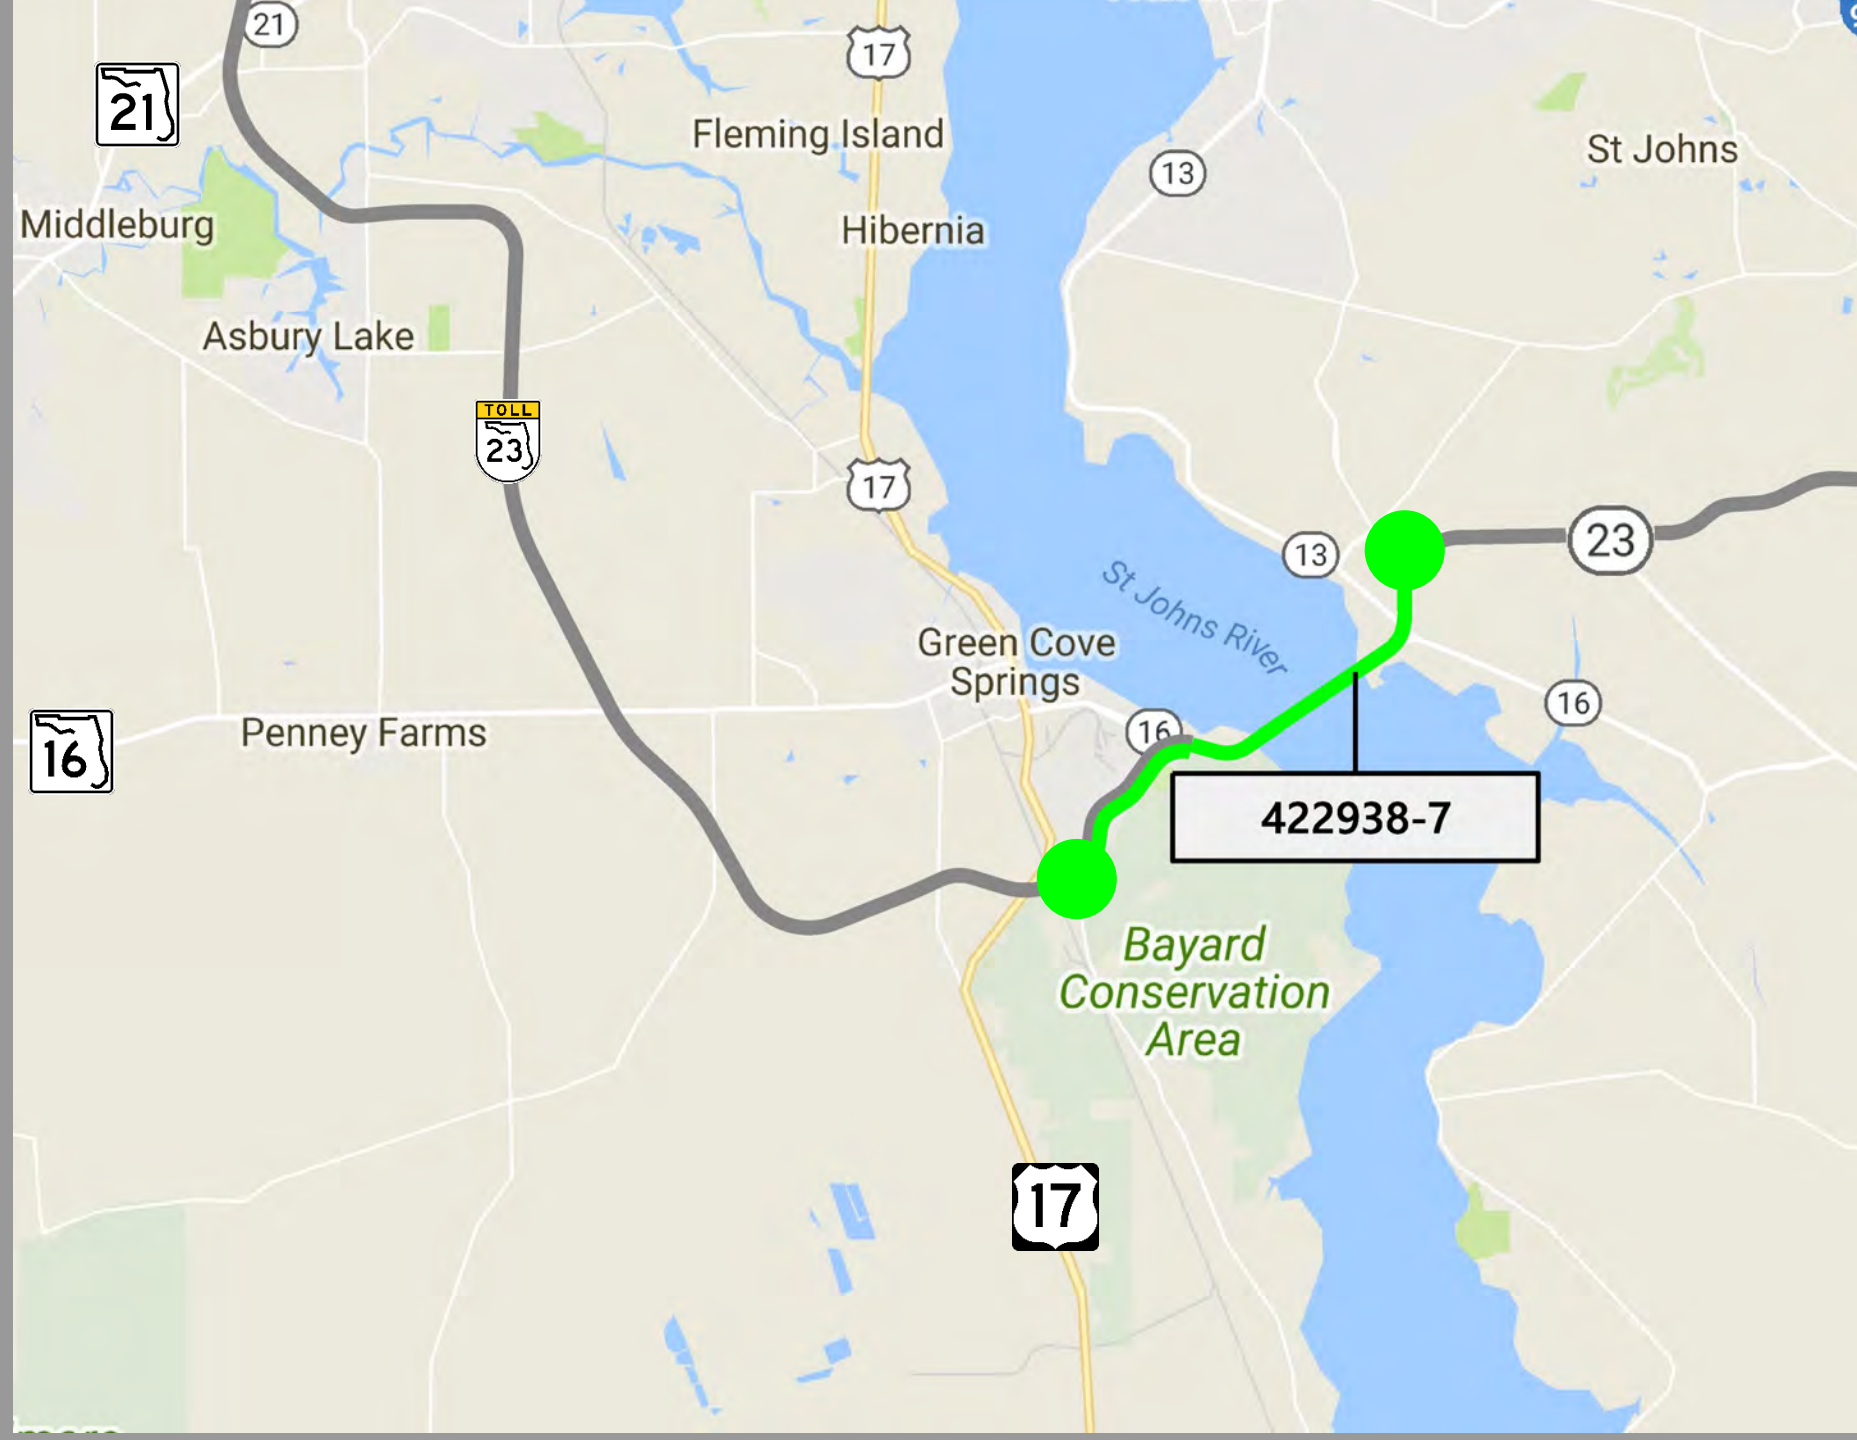 21
17
21
Fleming Island
St Johns
13
Middleburg
Hibernia
Asbury Lake
TOLL
23
17
23
13
St Johns River
Green Cove
Springs
16
16
Penney Farms
16
422938-7
Bayard
Conservation
Area
17